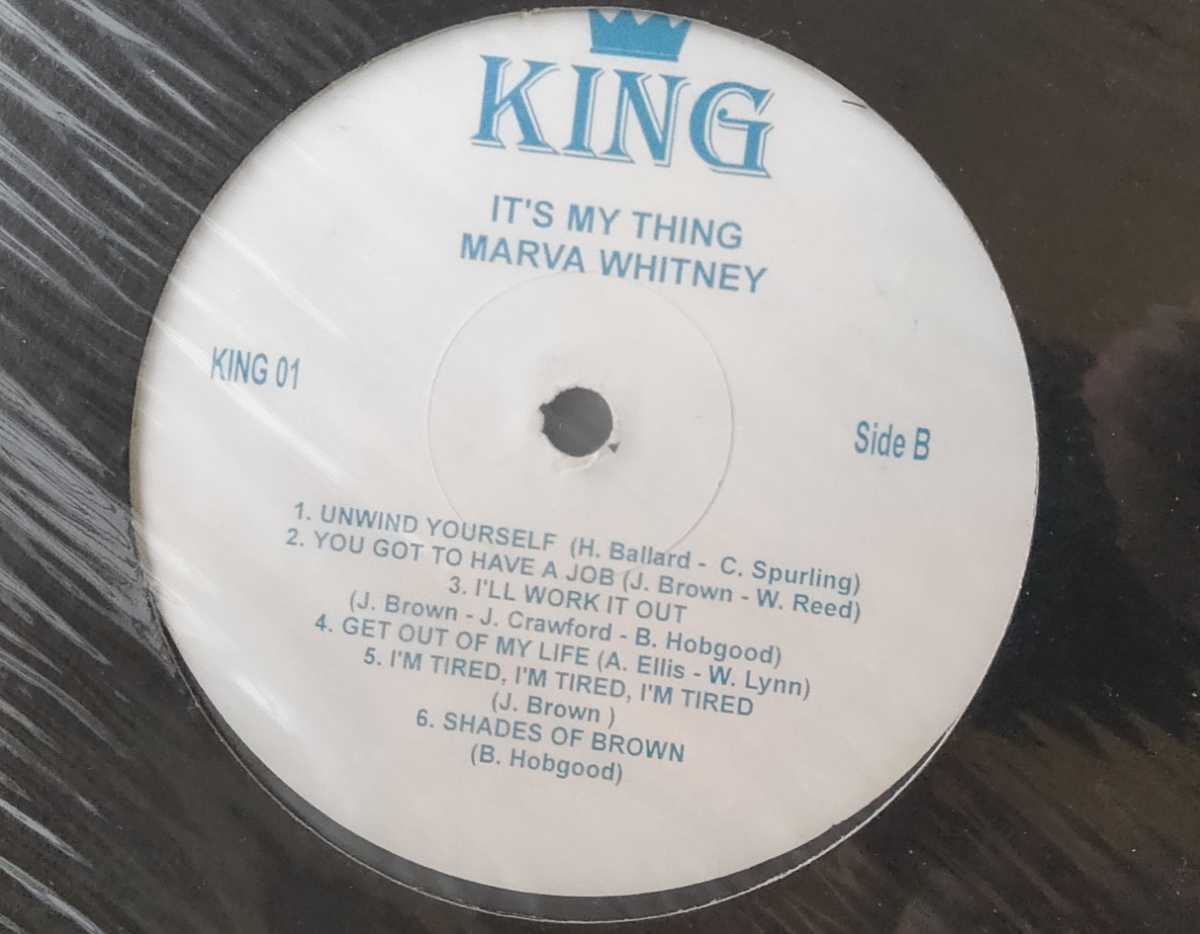 KING
IT'S MY THING
MARVA WHITNEY
KING 01
Side B
1. UNWIND YOURSELF (H. Ballard - C. Spurling)
2. YOU GOT TO HAVE A JOB (J. Brown - W. Reed)
3. I'LL WORK IT OUT
(J. Brown - J. Crawford - B. Hobgood)
4. GET OUT OF MY LIFE (A. Ellis - W. Lynn)
5. I'M TIRED, I'M TIRED, I'M TIRED
(J. Brown )
6. SHADES OF BROWN
(B. Hobgood)